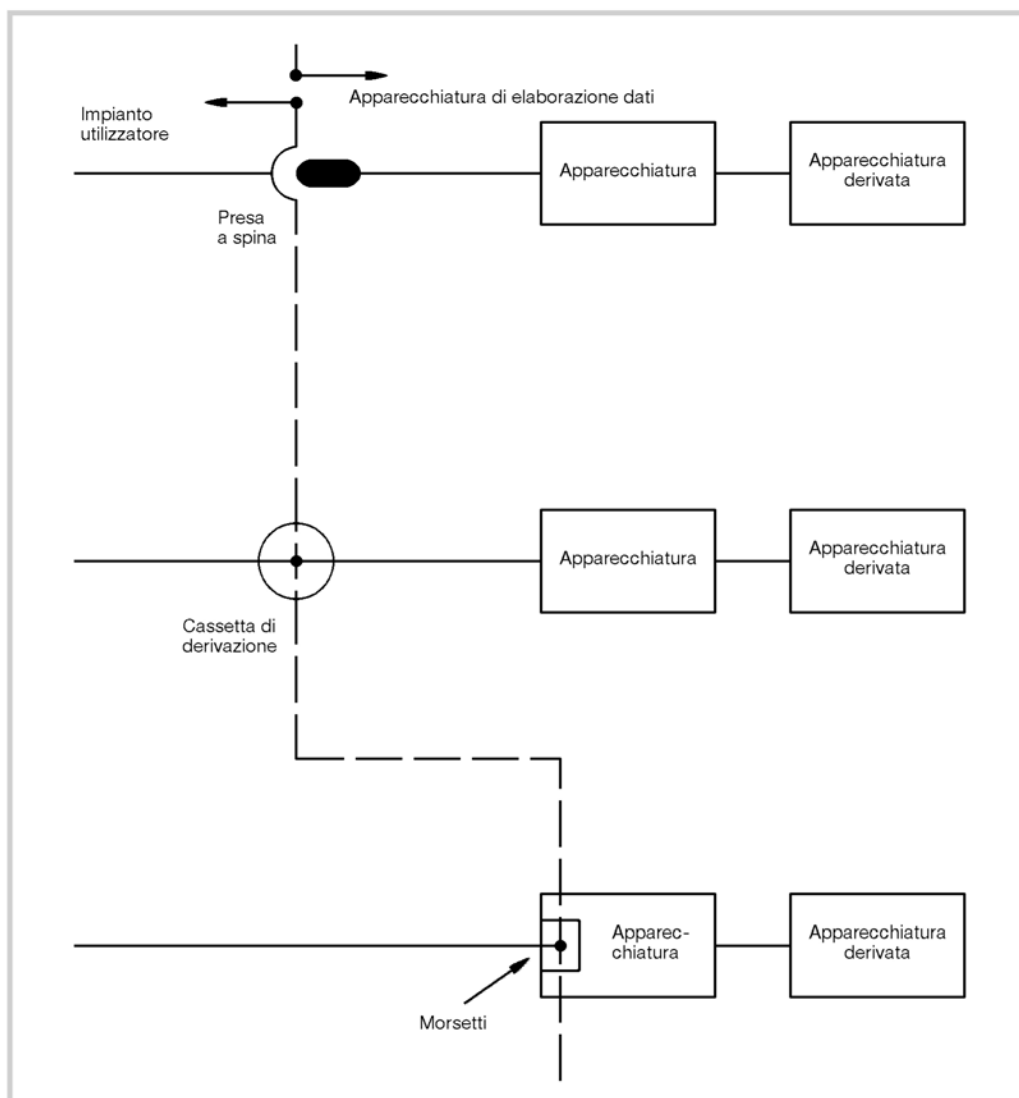 Apparecchiatura di elaborazione dati
Impianto
utilizzatore
Apparecchiatura
Apparecchiatura
derivata
Presa
a spina
Apparecchiatura
Apparecchiatura
derivata
Cassetta di
derivazione
Apparec-
chiatura
Apparecchiatura
derivata
Morsetti